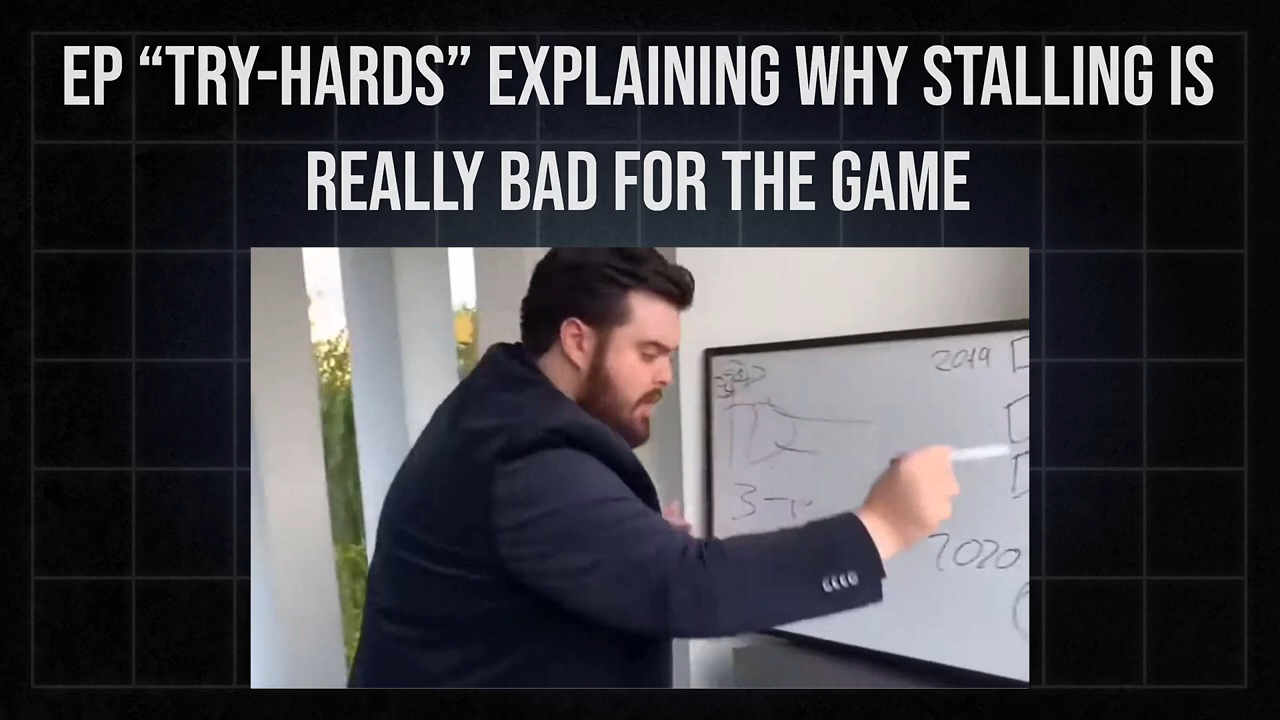 EP “TRY-HARDS” EXPLAINING WHY STALLING IS
REALLY BAD FOR THE GAME
2019
2020